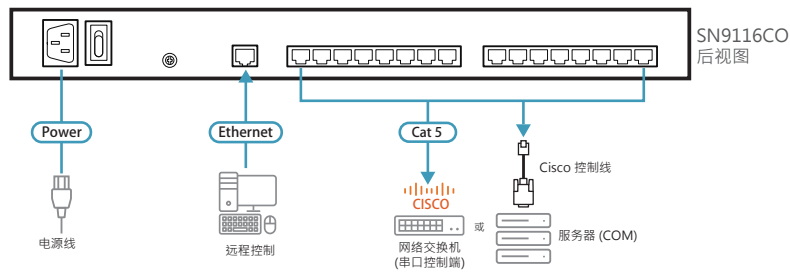 SN9116CO
后视图
Power
Ethernet
Cat 5
Cisco 控制线
CISCO
电源线
远程控制
网络交换机
(串口控制端)
或
服务器 (COM)